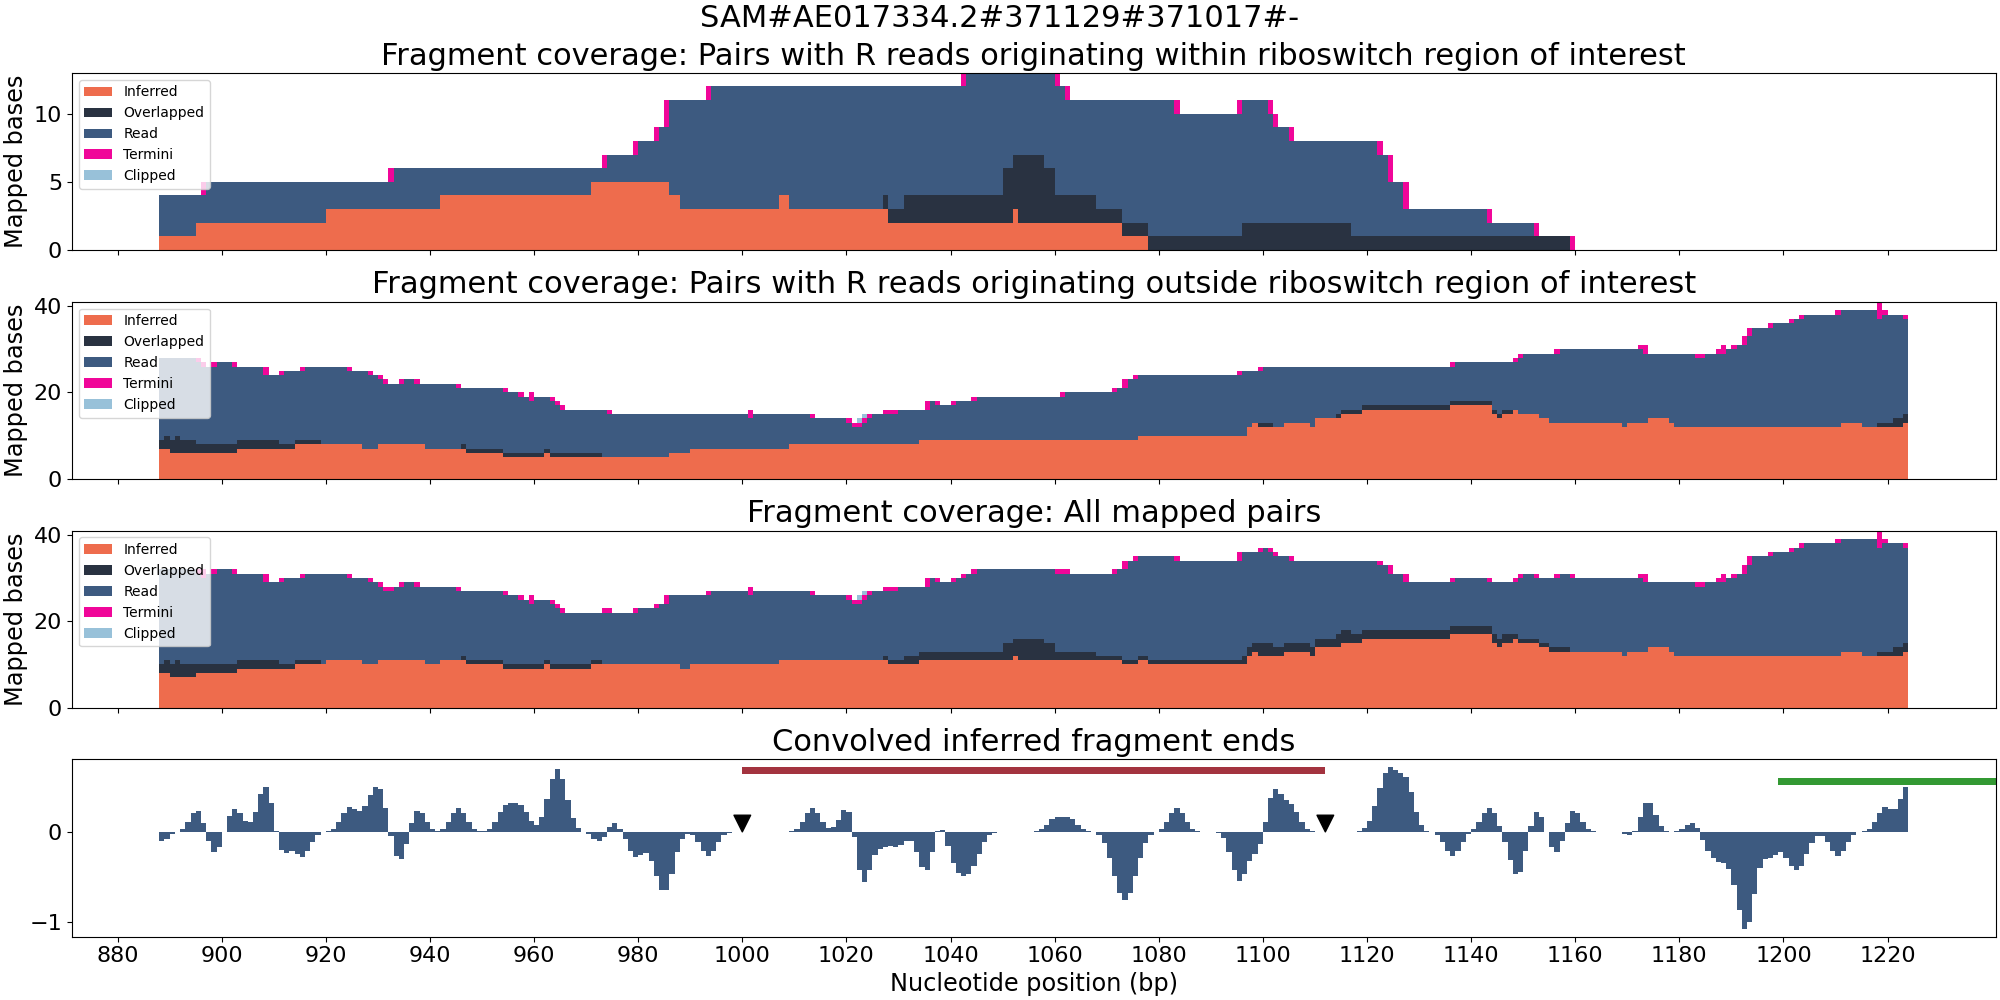 SAM#AE017334.2#371129#371017#-
Fragment coverage: Pairs with R reads originating within riboswitch region of interest
Mapped bases
10
5
0
Inferred
Overlapped
Read
Termini
Clipped
Fragment coverage: Pairs with R reads originating outside riboswitch region of interest
Mapped bases
40
20
0
Inferred
Overlapped
Read
Termini
Clipped
Fragment coverage: All mapped pairs
Mapped bases
40
20
0
Inferred
Overlapped
Read
Termini
Clipped
Convolved inferred fragment ends
0
−1
880 900 920 940 960 980 1000 1020 1040 1060 1080 1100 1120 1140 1160 1180 1200 1220
Nucleotide position (bp)